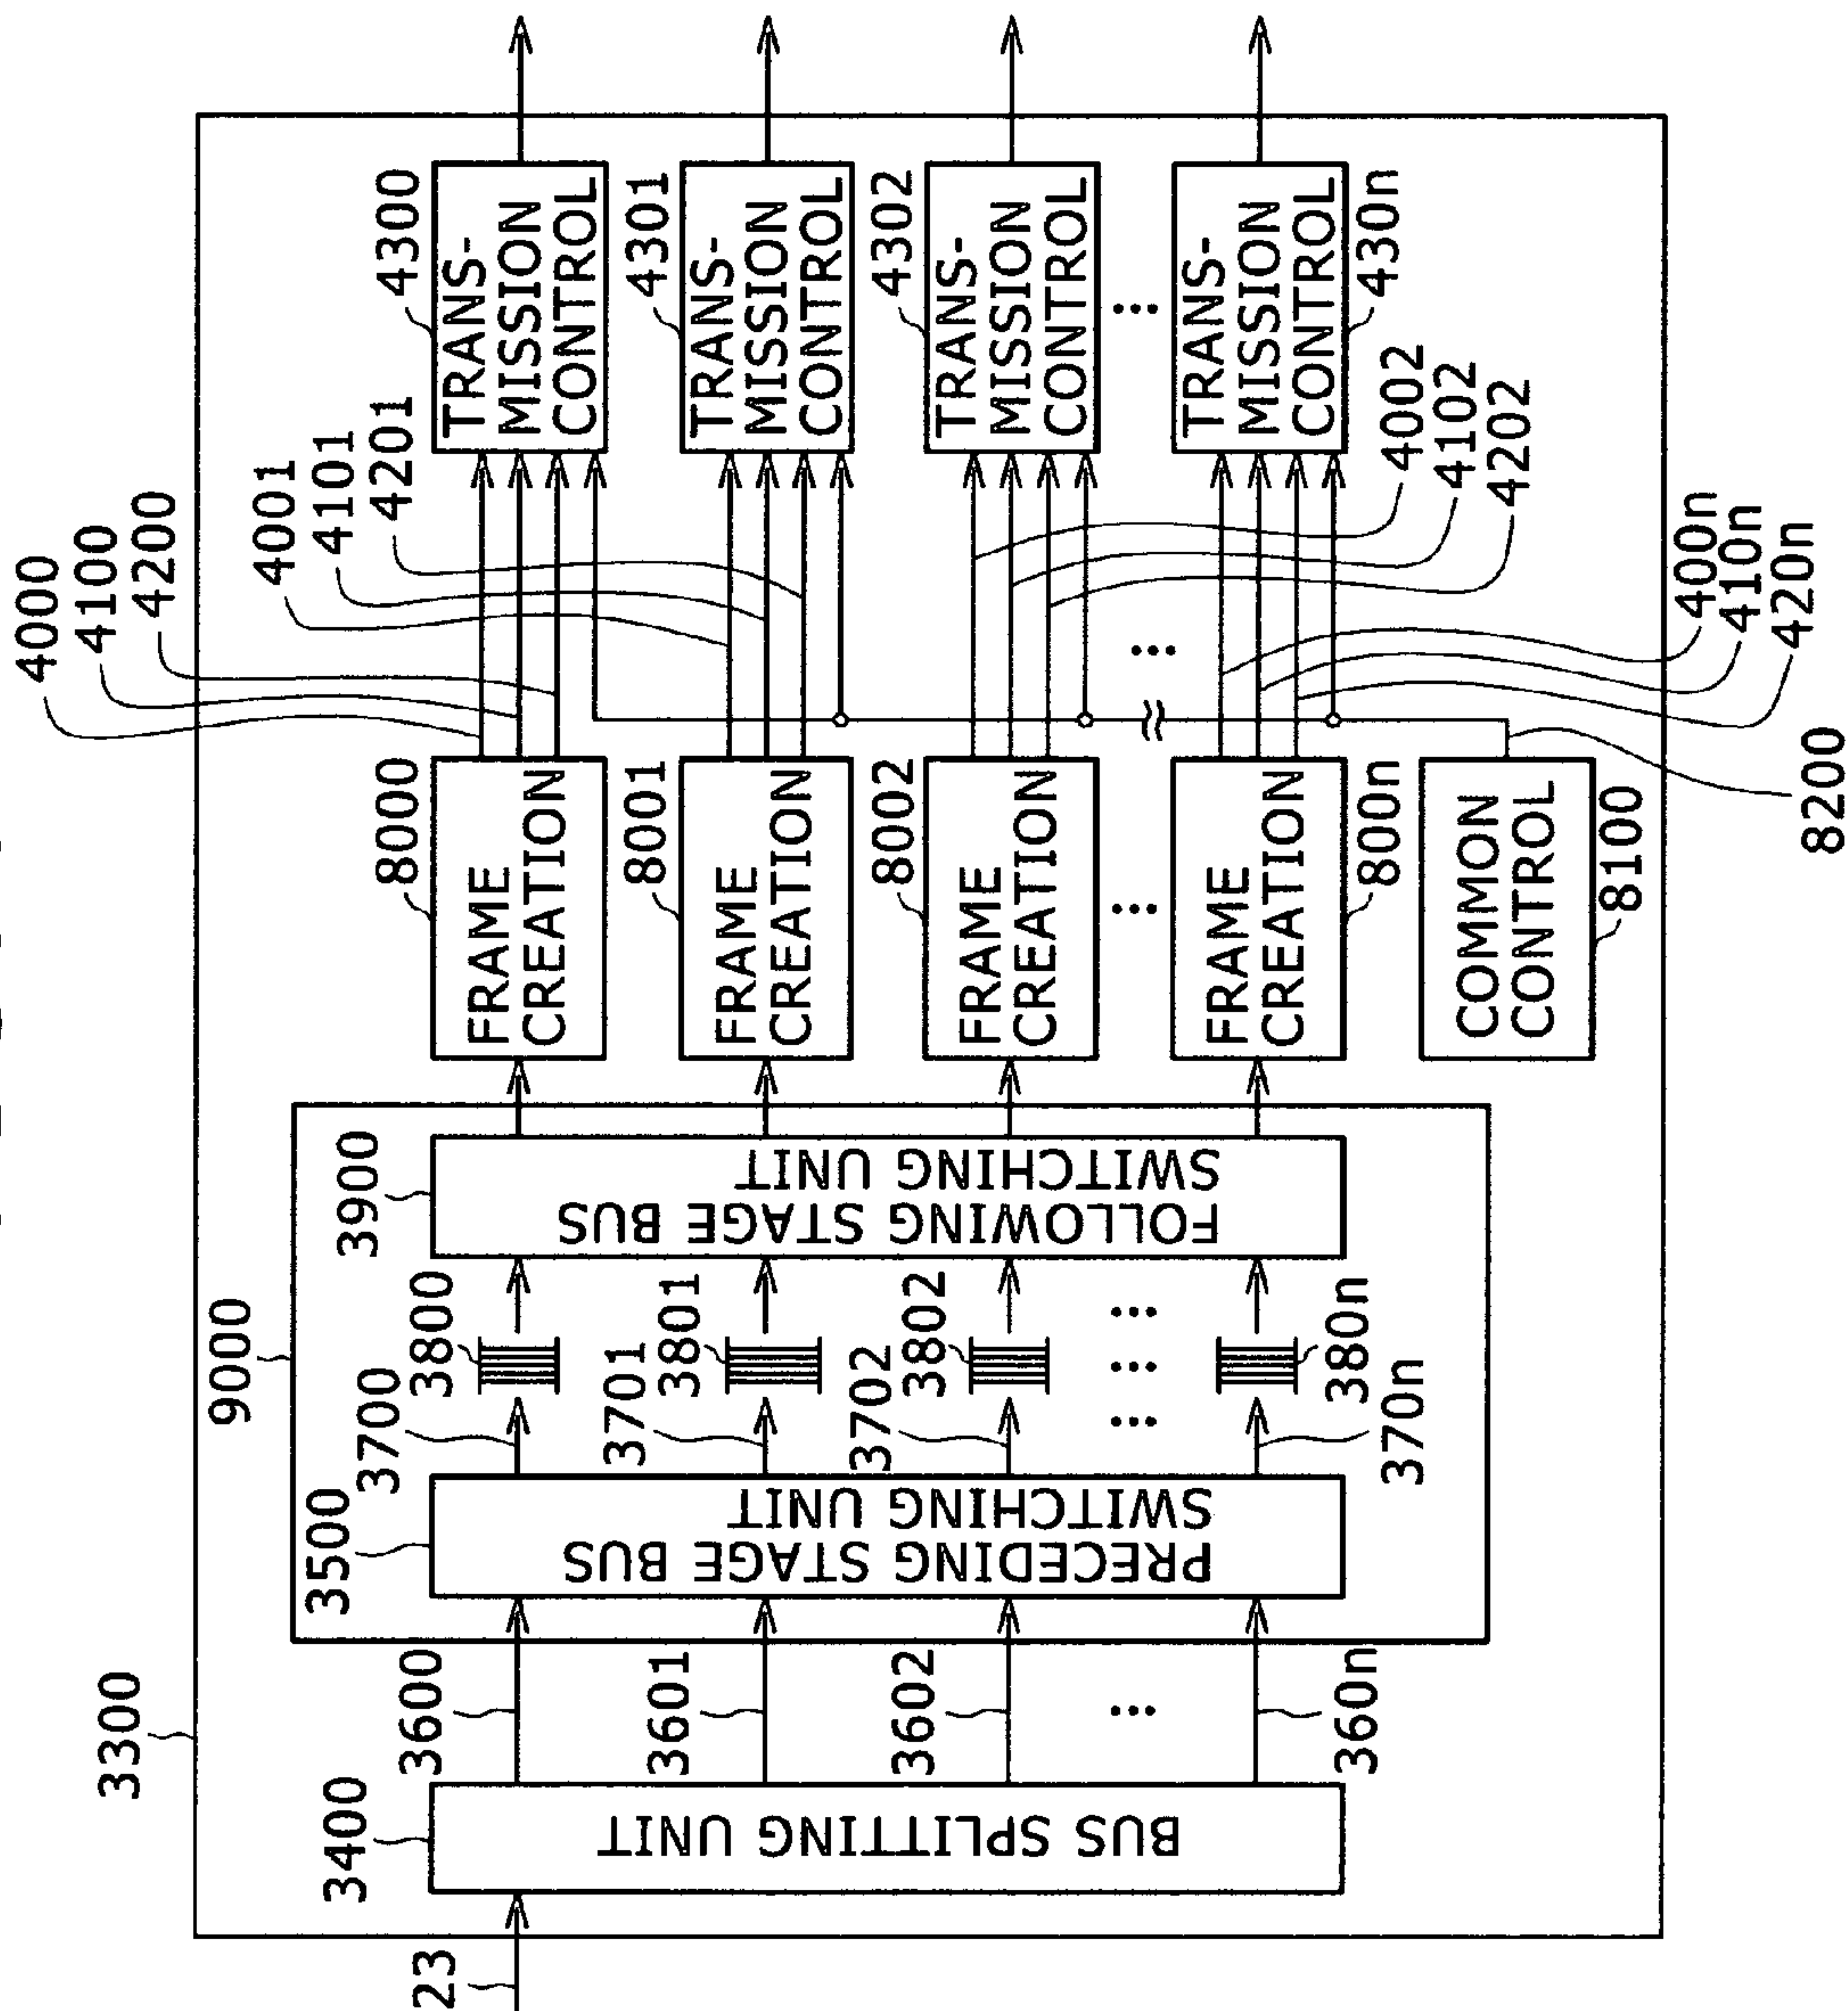 3300
9000
23
3400
BUS SPLITTING UNIT
3600
3601
3602
...
360n
3500
PRECEDING STAGE BUS
SWITCHING UNIT
3700
3701
3702
...
370n
3800
3801
3802
...
380n
...
3900
FOLLOWING STAGE BUS
SWITCHING UNIT
8000
FRAME
CREATION
8001
FRAME
CREATION
8002
FRAME
CREATION
...
800n
FRAME
CREATION
COMMON
CONTROL
8100
8200
4000
4100
4200
4001
4101
4201
4002
4102
4202
...
400n
410n
420n
4300
TRANS-
MISSION
CONTROL
4301
TRANS-
MISSION
CONTROL
4302
TRANS-
MISSION
CONTROL
...
430n
TRANS-
MISSION
CONTROL